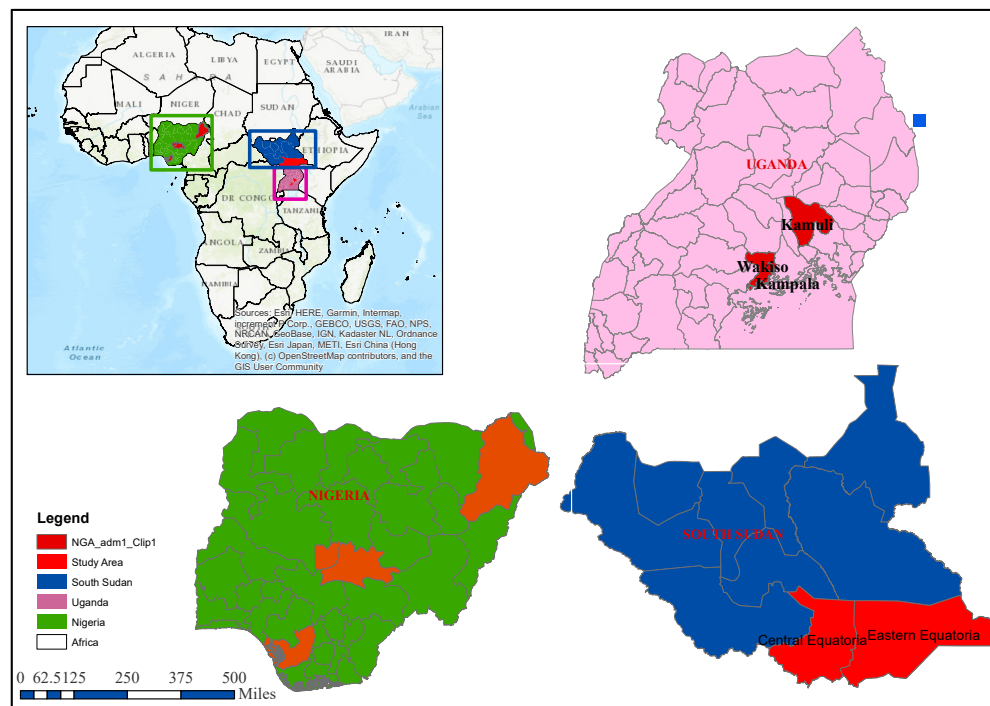 IRAN
ALGERIA
LIBYA
EGYPT
SAUDI
ARABIA
S A H A R A
MALI
NIGER
CHAD
SUDAN
Arabian
Sea
ETHIOPIA
DR CONGO
TANZANIA
ANGOLA
ZAMBIA
NAMIBIA
Atlantic
Ocean
Sources: Esri, HERE, Garmin, Intermap,
increment P Corp., GEBCO, USGS, FAO, NPS,
NRCAN, GeoBase, IGN, Kadaster NL, Ordnance
Survey, Esri Japan, METI, Esri China (Hong
Kong), (c) OpenStreetMap contributors, and the
GIS User Community
UGANDA
Kamuli
Wakiso
Kampala
NIGERIA
SOUTH SUDAN
Central Equatoria
Eastern Equatoria
Legend
NGA_adm1_Clip1
Study Area
South Sudan
Uganda
Nigeria
Africa
0 62.5 125 250 375 500
Miles